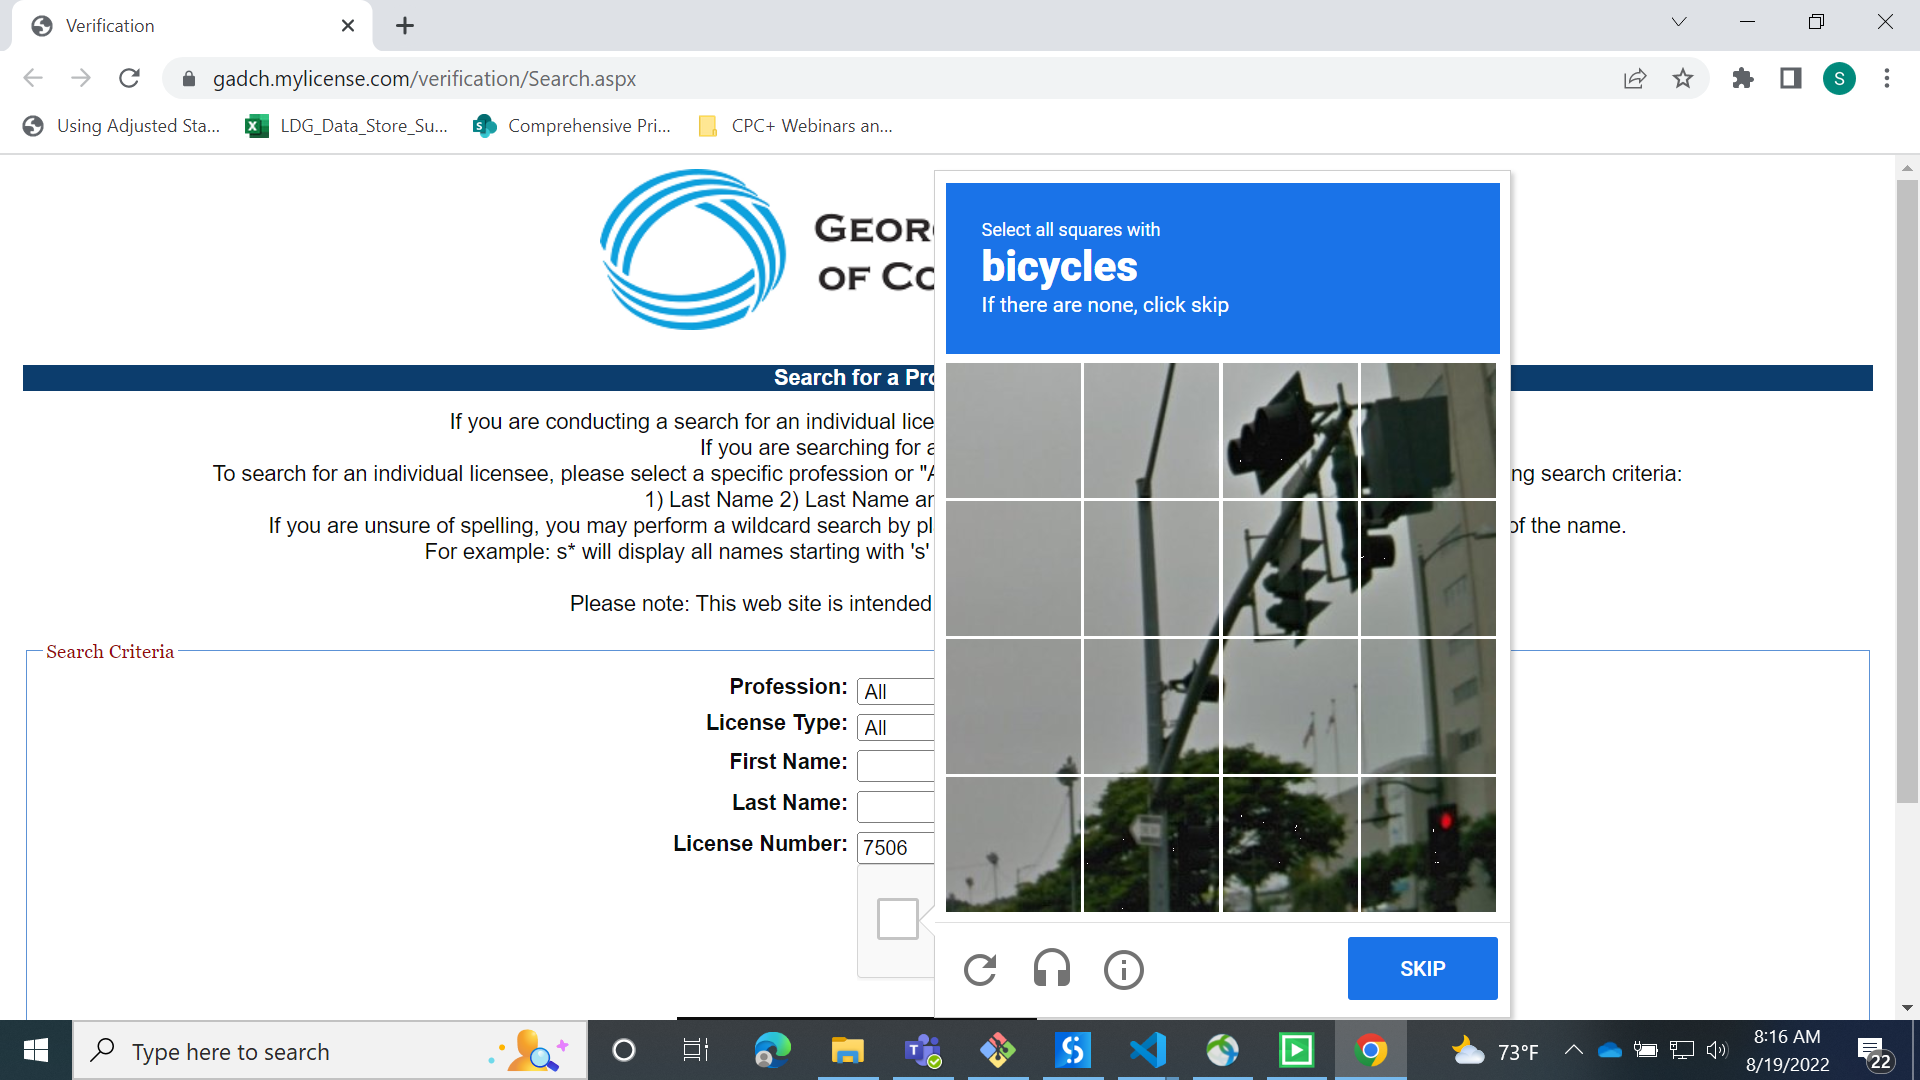 Verification
gadch.mylicense.com/verification/Search.aspx
S
Using Adjusted Sta...
LDG_Data_Store_Su...
Comprehensive Pri...
CPC+ Webinars an...
GEOR
OF CO
Select all squares with
bicycles
If there are none, click skip
Search for a Pro
If you are conducting a search for an individual lice
If you are searching for a
To search for an individual licensee, please select a specific profession or "A
ng search criteria:
1) Last Name 2) Last Name an
If you are unsure of spelling, you may perform a wildcard search by pl
of the name.
For example: s* will display all names starting with 's'
Please note: This web site is intended
Search Criteria
Profession:
All
License Type:
All
First Name:
Last Name:
License Number:
7506
SKIP
Type here to search
73°F
8:16 AM
8/19/2022
22